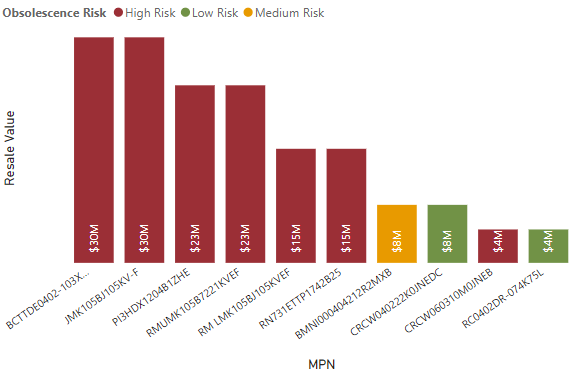 Obsolescence Risk High Risk Low Risk Medium Risk
Resale Value
$30M $30M $23M $23M $15M $15M $8M $8M $4M $4M
BCTTDE0402-103X...
JMK105BJ105KV-F
PI3HDX1204B1ZHE
RMUMK105B7221KVEF
RM LMK105BJ105KVEF
RN731ETTP1742B25
BMNI000404212R2MXB
CRCW040222K0JNEDC
CRCW060310M0JNEB
RC0402DR-074K75L
MPN